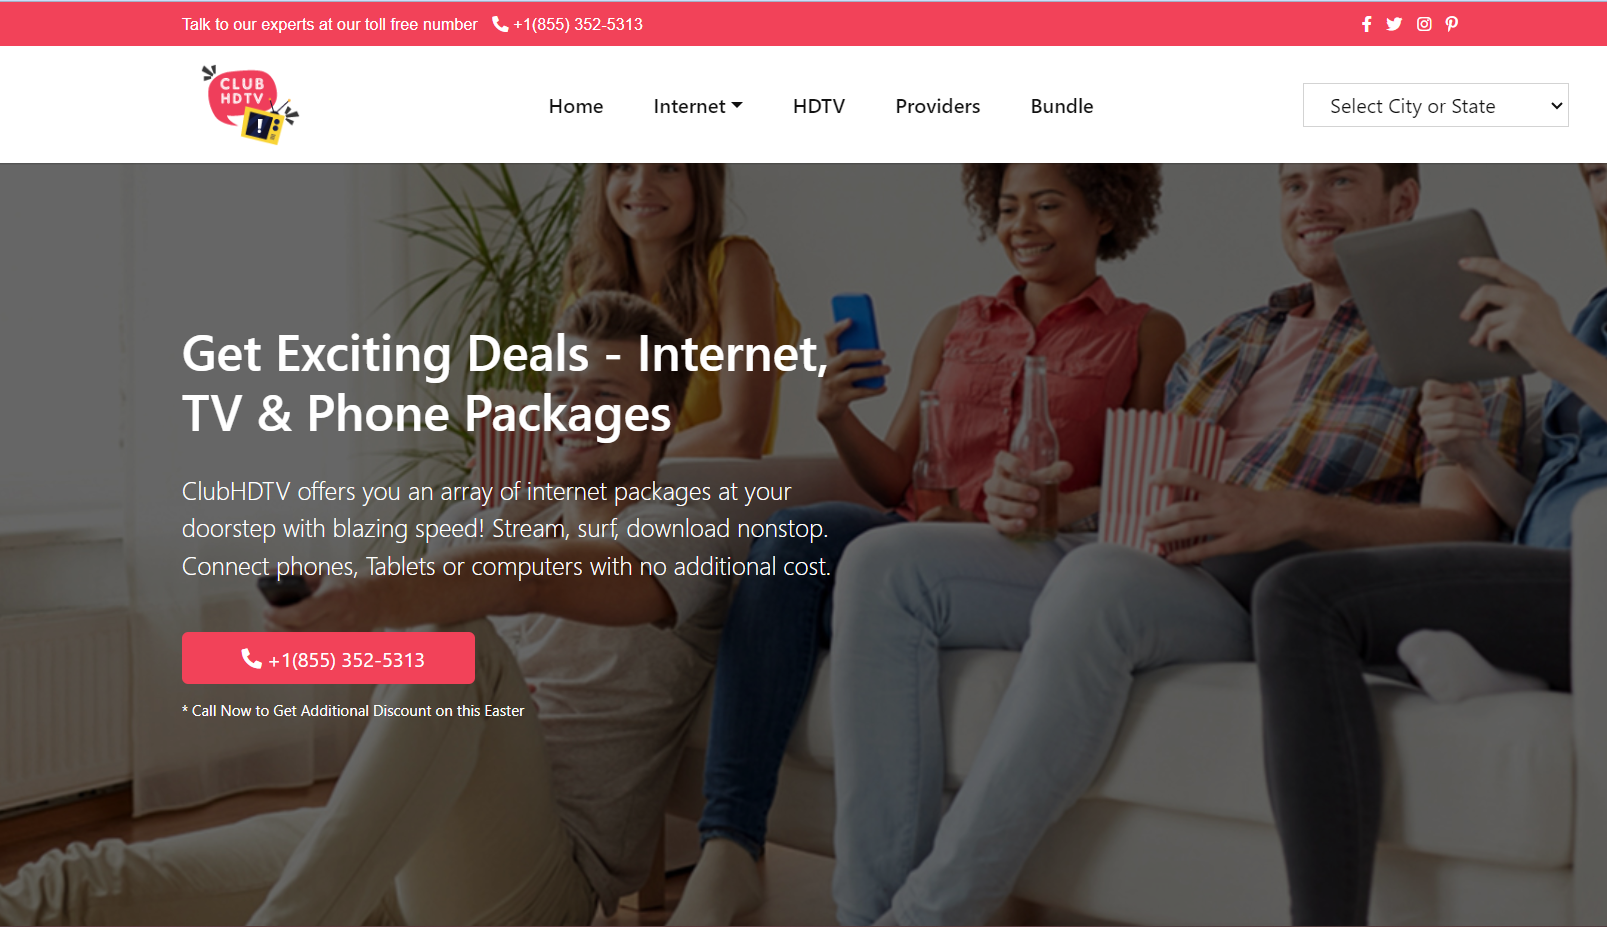 Talk to our experts at our toll free number +1(855) 352-5313
CLUB
HDTV
!
Home Internet HDTV Providers Bundle
Select City or State
Get Exciting Deals - Internet,
TV & Phone Packages
ClubHDTV offers you an array of internet packages at your
doorstep with blazing speed! Stream, surf, download nonstop.
Connect phones, Tablets or computers with no additional cost.
+1(855) 352-5313
* Call Now to Get Additional Discount on this Easter